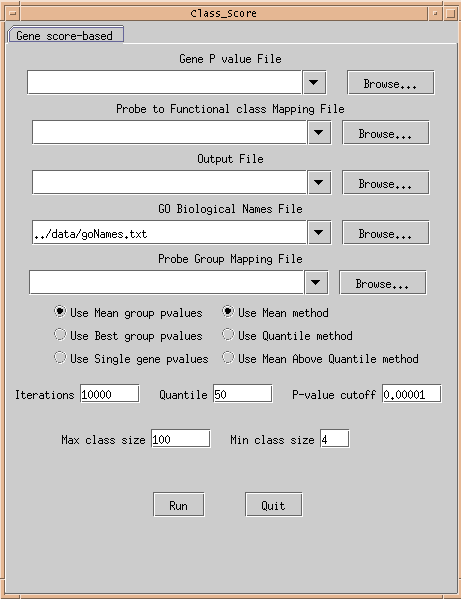 Class_Score
Gene score-based
Gene P value File
Browse...
Probe to Functional class Mapping File
Browse...
Output File
Browse...
GO Biological Names File
../data/goNames.txt Browse...
Probe Group Mapping File
Browse...
Use Mean group pvalues Use Mean method
Use Best group pvalues Use Quantile method
Use Single gene pvalues Use Mean Above Quantile method
Iterations 10000 Quantile 50 P-value cutoff 0.00001
Max class size 100 Min class size 4
Run Quit